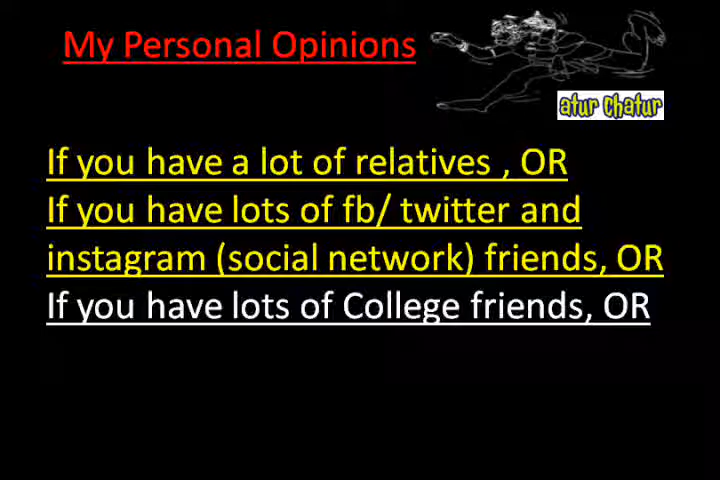 My Personal Opinions
atur chatur
If you have a lot of relatives , OR
If you have lots of fb/ twitter and
instagram (social network) friends, OR
If you have lots of College friends, OR